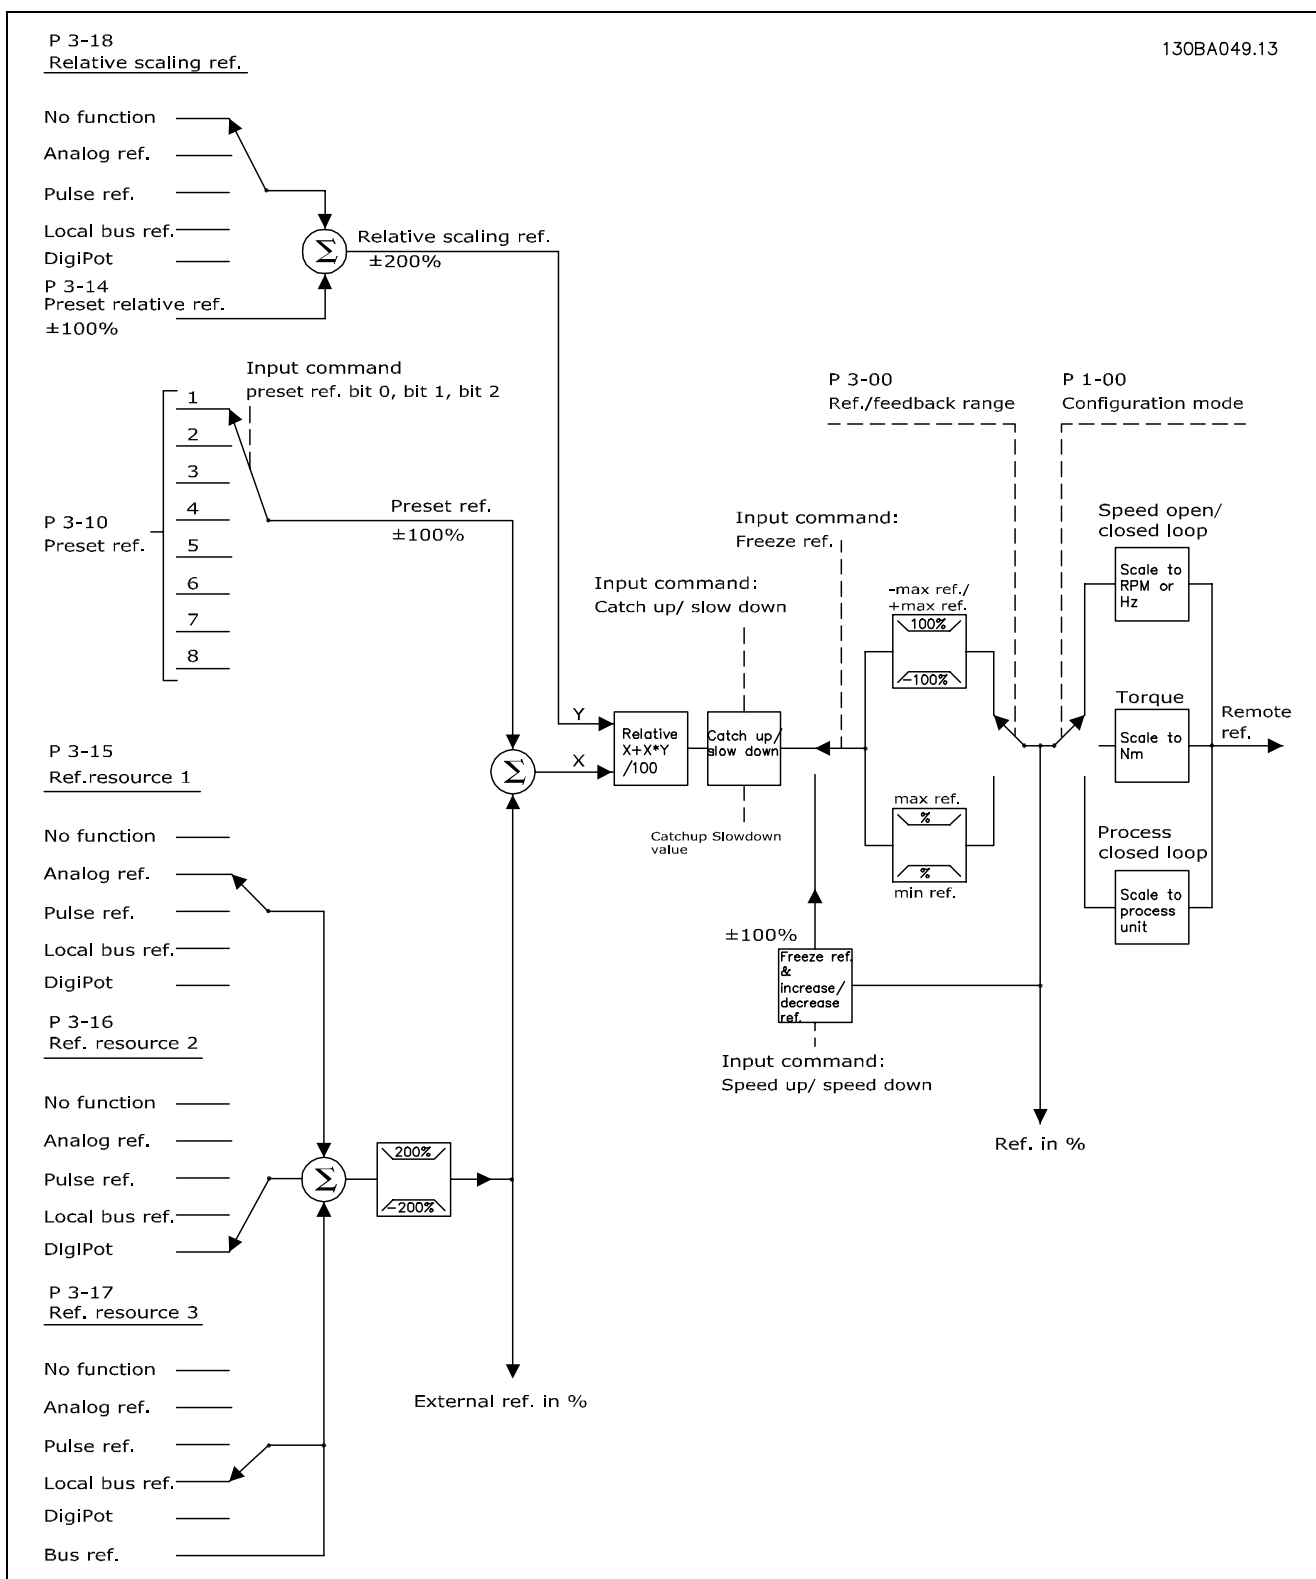 P 3-18
Relative scaling ref.
130BA049.13
No function
Analog ref.
Pulse ref.
Local bus ref.
DigiPot
Σ
Relative scaling ref.
±200%
P 3-14
Preset relative ref.
±100%
Input command
preset ref. bit 0, bit 1, bit 2
P 3-10
Preset ref.
1
2
3
4
5
6
7
8
Preset ref.
±100%
P 3-00
Ref./feedback range
P 1-00
Configuration mode
Input command:
Freeze ref.
Input command:
Catch up/ slow down
-max ref./
+max ref.
100%
-100%
Speed open/
closed loop
Scale to
RPM or
Hz
Y
X
Σ
Relative
X+X*Y
/100
Catch up/
slow down
Catchup Slowdown
value
max ref.
%
%
min ref.
Torque
Scale to
Nm
Remote
ref.
Process
closed loop
Scale to
process
unit
±100%
Freeze ref.
&
increase/
decrease
ref.
Input command:
Speed up/ speed down
Ref. in %
P 3-15
Ref.resource 1
No function
Analog ref.
Pulse ref.
Local bus ref.
DigiPot
P 3-16
Ref. resource 2
No function
Analog ref.
Pulse ref.
Local bus ref.
DIgIPot
Σ
200%
-200%
P 3-17
Ref. resource 3
No function
Analog ref.
Pulse ref.
Local bus ref.
DigiPot
Bus ref.
External ref. in %